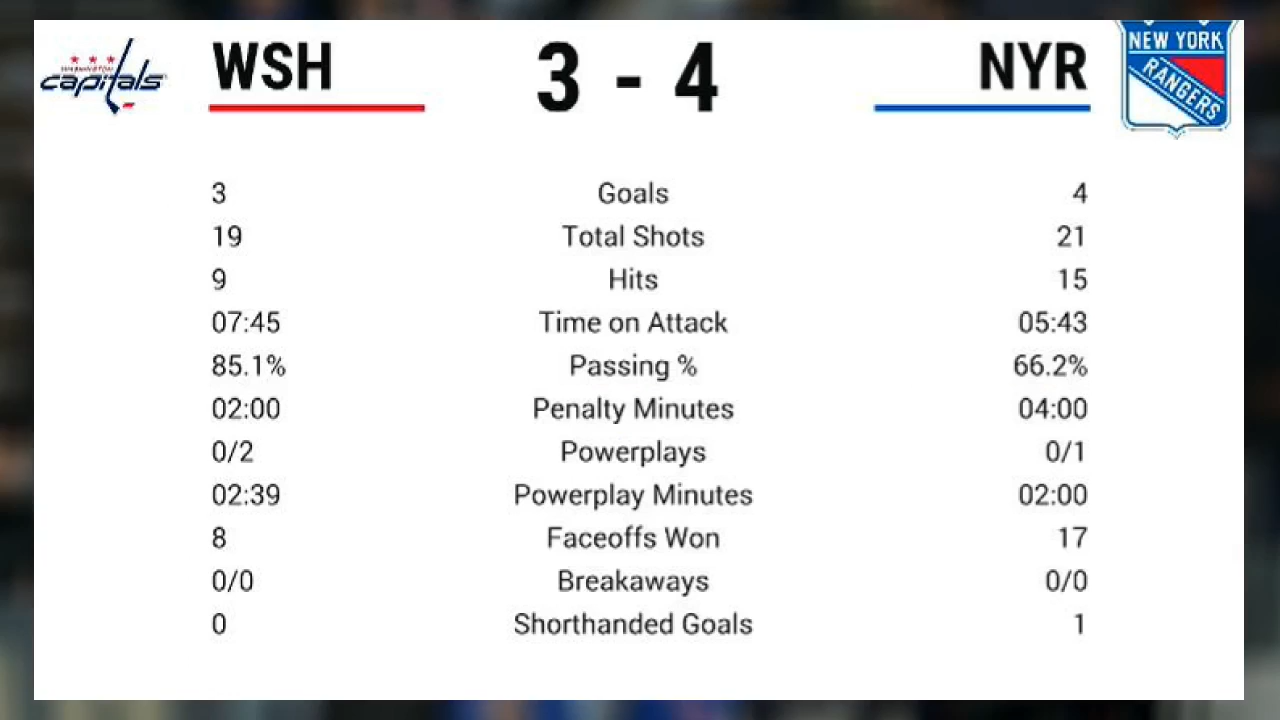 WASHINGTON
capitals
WSH
3 - 4
NYR
NEW YORK
RANGERS
3 Goals 4
19 Total Shots 21
9 Hits 15
07:45 Time on Attack 05:43
85.1% Passing % 66.2%
02:00 Penalty Minutes 04:00
0/2 Powerplays 0/1
02:39 Powerplay Minutes 02:00
8 Faceoffs Won 17
0/0 Breakaways 0/0
0 Shorthanded Goals 1